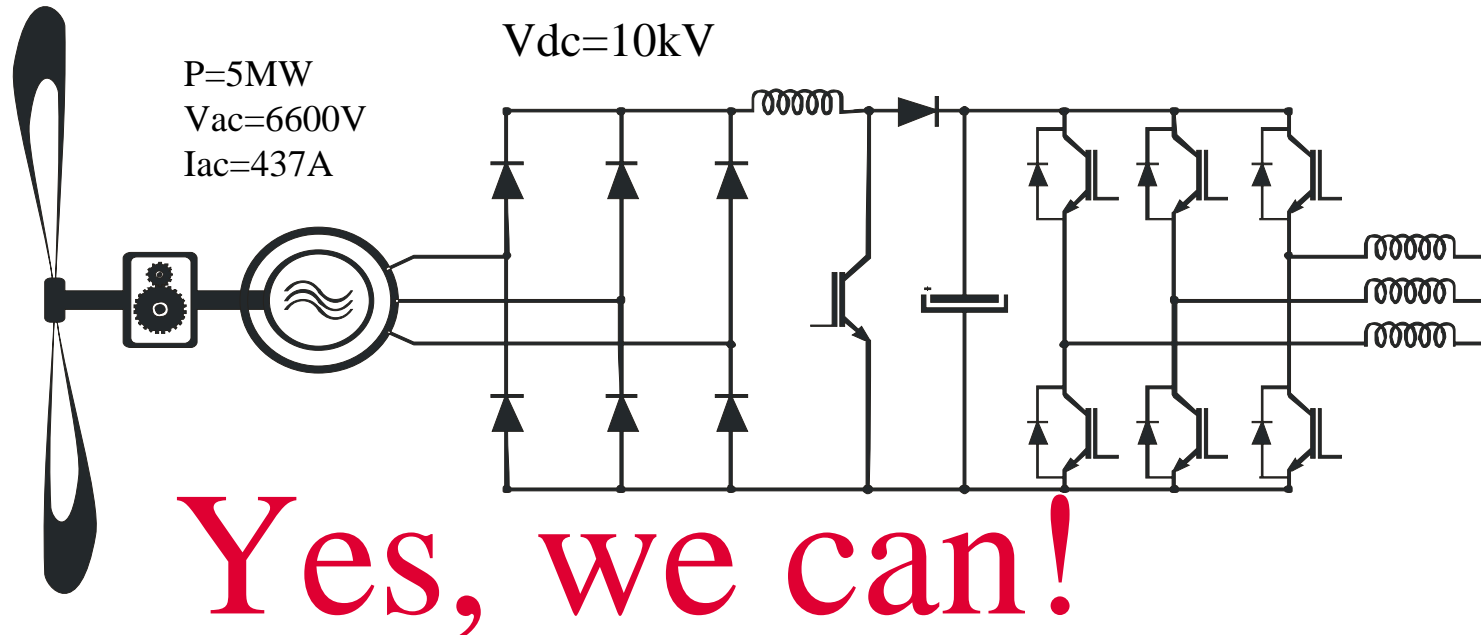 Vdc=10kV
P=5MW
Vac=6600V
Iac=437A
Yes, we can!